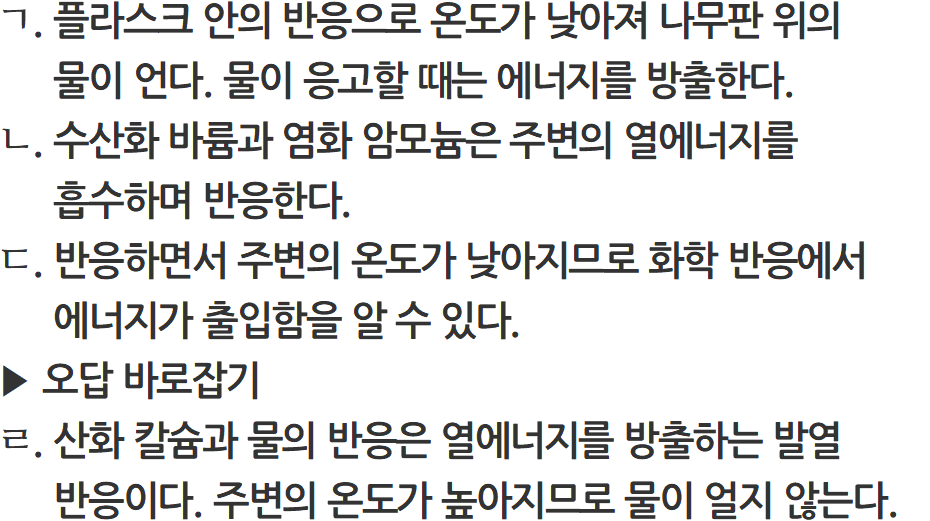 ㄱ. 플라스크 안의 반응으로 온도가 낮아져 나무판 위의
물이 언다. 물이 응고할 때는 에너지를 방출한다.
ㄴ. 수산화 바륨과 염화 암모늄은 주변의 열에너지를
흡수하며 반응한다.
ㄷ. 반응하면서 주변의 온도가 낮아지므로 화학 반응에서
에너지가 출입함을 알 수 있다.
▶ 오답 바로잡기
ㄹ. 산화 칼슘과 물의 반응은 열에너지를 방출하는 발열
반응이다. 주변의 온도가 높아지므로 물이 얼지 않는다.